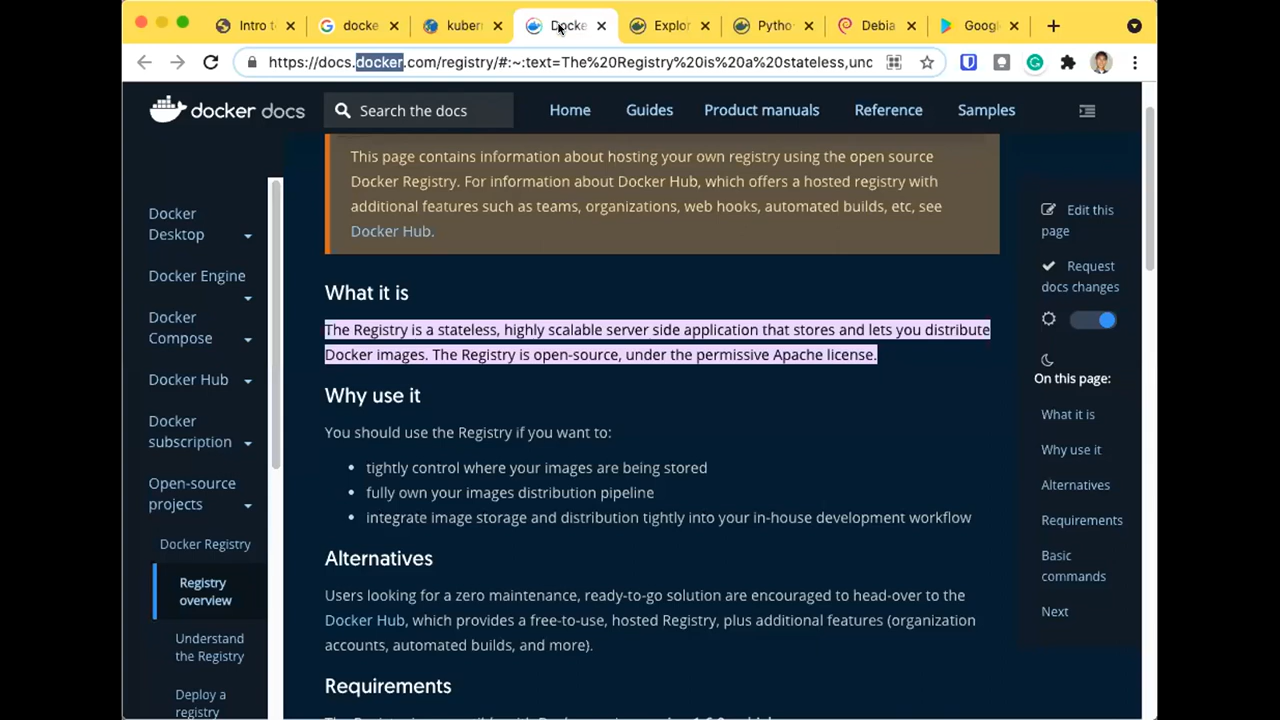 Intro t
docke
kuber
Docke
Explor
Pytho
Debia
Googl
https://docs.docker.com/registry/#:~:text=The%20Registry%20is%20a%20stateless,unc
docker docs
Search the docs
Home
Guides
Product manuals
Reference
Samples
This page contains information about hosting your own registry using the open source
Docker Registry. For information about Docker Hub, which offers a hosted registry with
additional features such as teams, organizations, web hooks, automated builds, etc, see
Docker Hub.
Docker
Desktop
Docker Engine
Docker
Compose
Docker Hub
Docker
subscription
Open-source
projects
Docker Registry
Registry
overview
Understand
the Registry
Deploy a
registry
What it is
The Registry is a stateless, highly scalable server side application that stores and lets you distribute
Docker images. The Registry is open-source, under the permissive Apache license.
Why use it
You should use the Registry if you want to:
• tightly control where your images are being stored
• fully own your images distribution pipeline
• integrate image storage and distribution tightly into your in-house development workflow
Alternatives
Users looking for a zero maintenance, ready-to-go solution are encouraged to head-over to the
Docker Hub, which provides a free-to-use, hosted Registry, plus additional features (organization
accounts, automated builds, and more).
Requirements
Edit this
page
Request
docs changes
On this page:
What it is
Why use it
Alternatives
Requirements
Basic
commands
Next